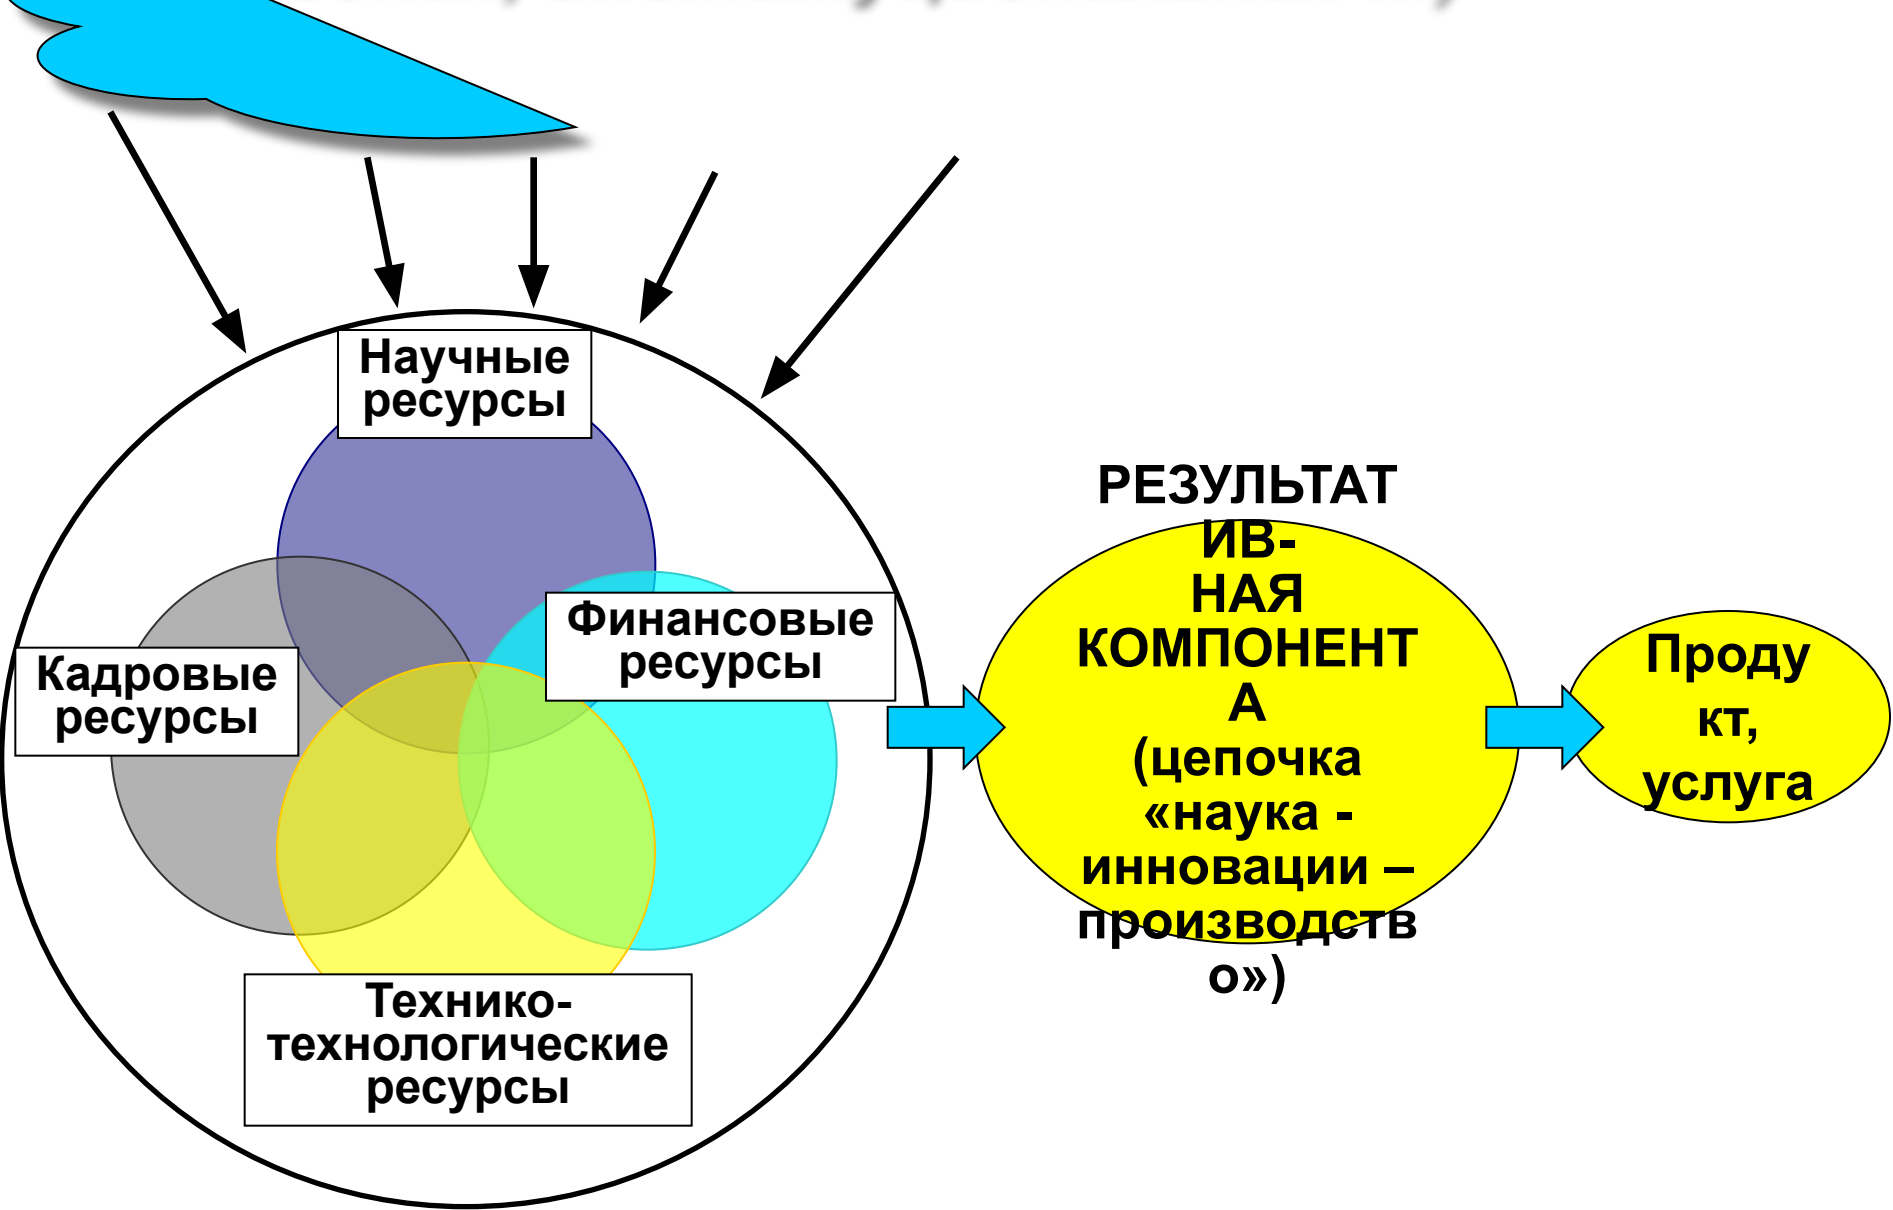 Научные
ресурсы
Финансовые
ресурсы
Кадровые
ресурсы
Технико-
технологические
ресурсы
РЕЗУЛЬТАТ
ИВ-
НАЯ
КОМПОНЕНТ
А
(цепочка
«наука -
инновации –
производств
о»)
Проду
кт,
услуга